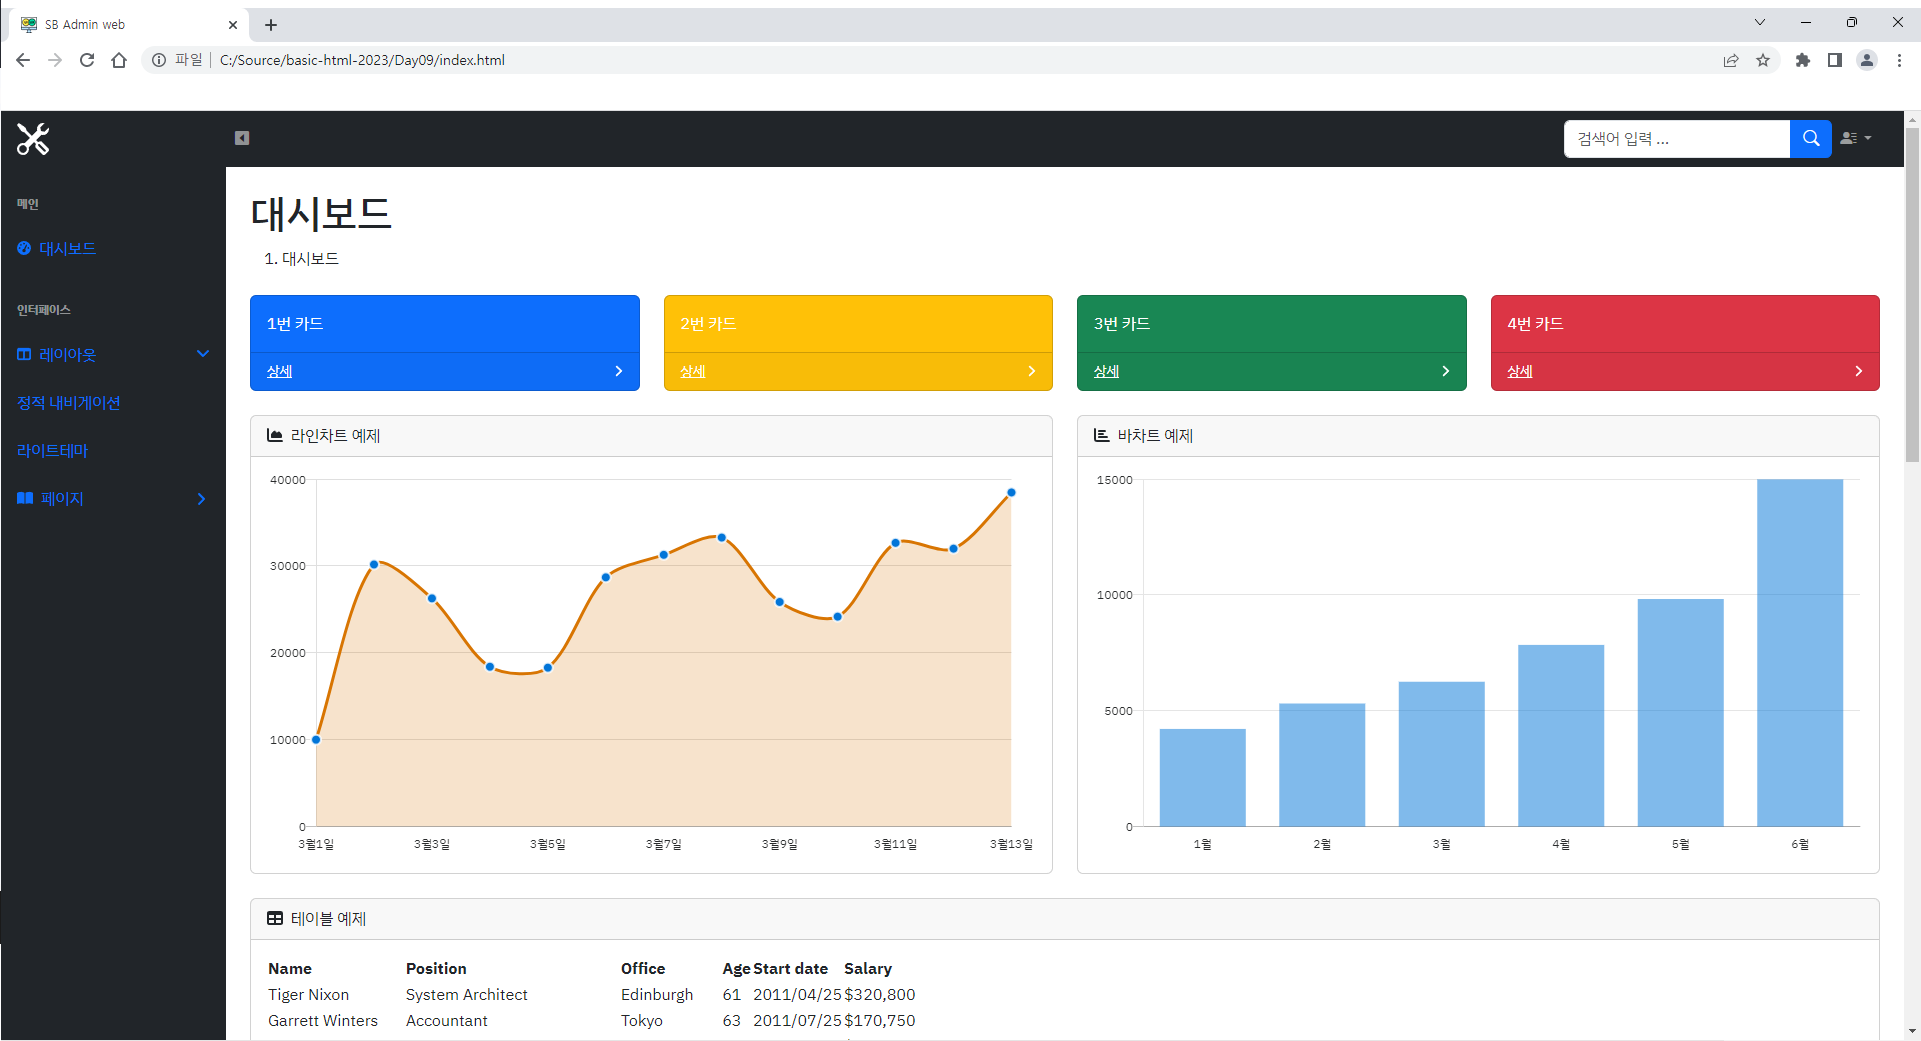 SB Admin web
파일 C:/Source/basic-html-2023/Day09/index.html
검색어 입력 ...
메인
대시보드
인터페이스
레이아웃
정적 내비게이션
라이트테마
페이지
대시보드
1. 대시보드
1번 카드
상세
2번 카드
상세
3번 카드
상세
4번 카드
상세
라인차트 예제
40000
30000
20000
10000
0
3월1일 3월3일 3월5일 3월7일 3월9일 3월11일 3월13일
바차트 예제
15000
10000
5000
0
1월 2월 3월 4월 5월 6월
테이블 예제
Name Position Office Age Start date Salary
Tiger Nixon System Architect Edinburgh 61 2011/04/25 $320,800
Garrett Winters Accountant Tokyo 63 2011/07/25 $170,750